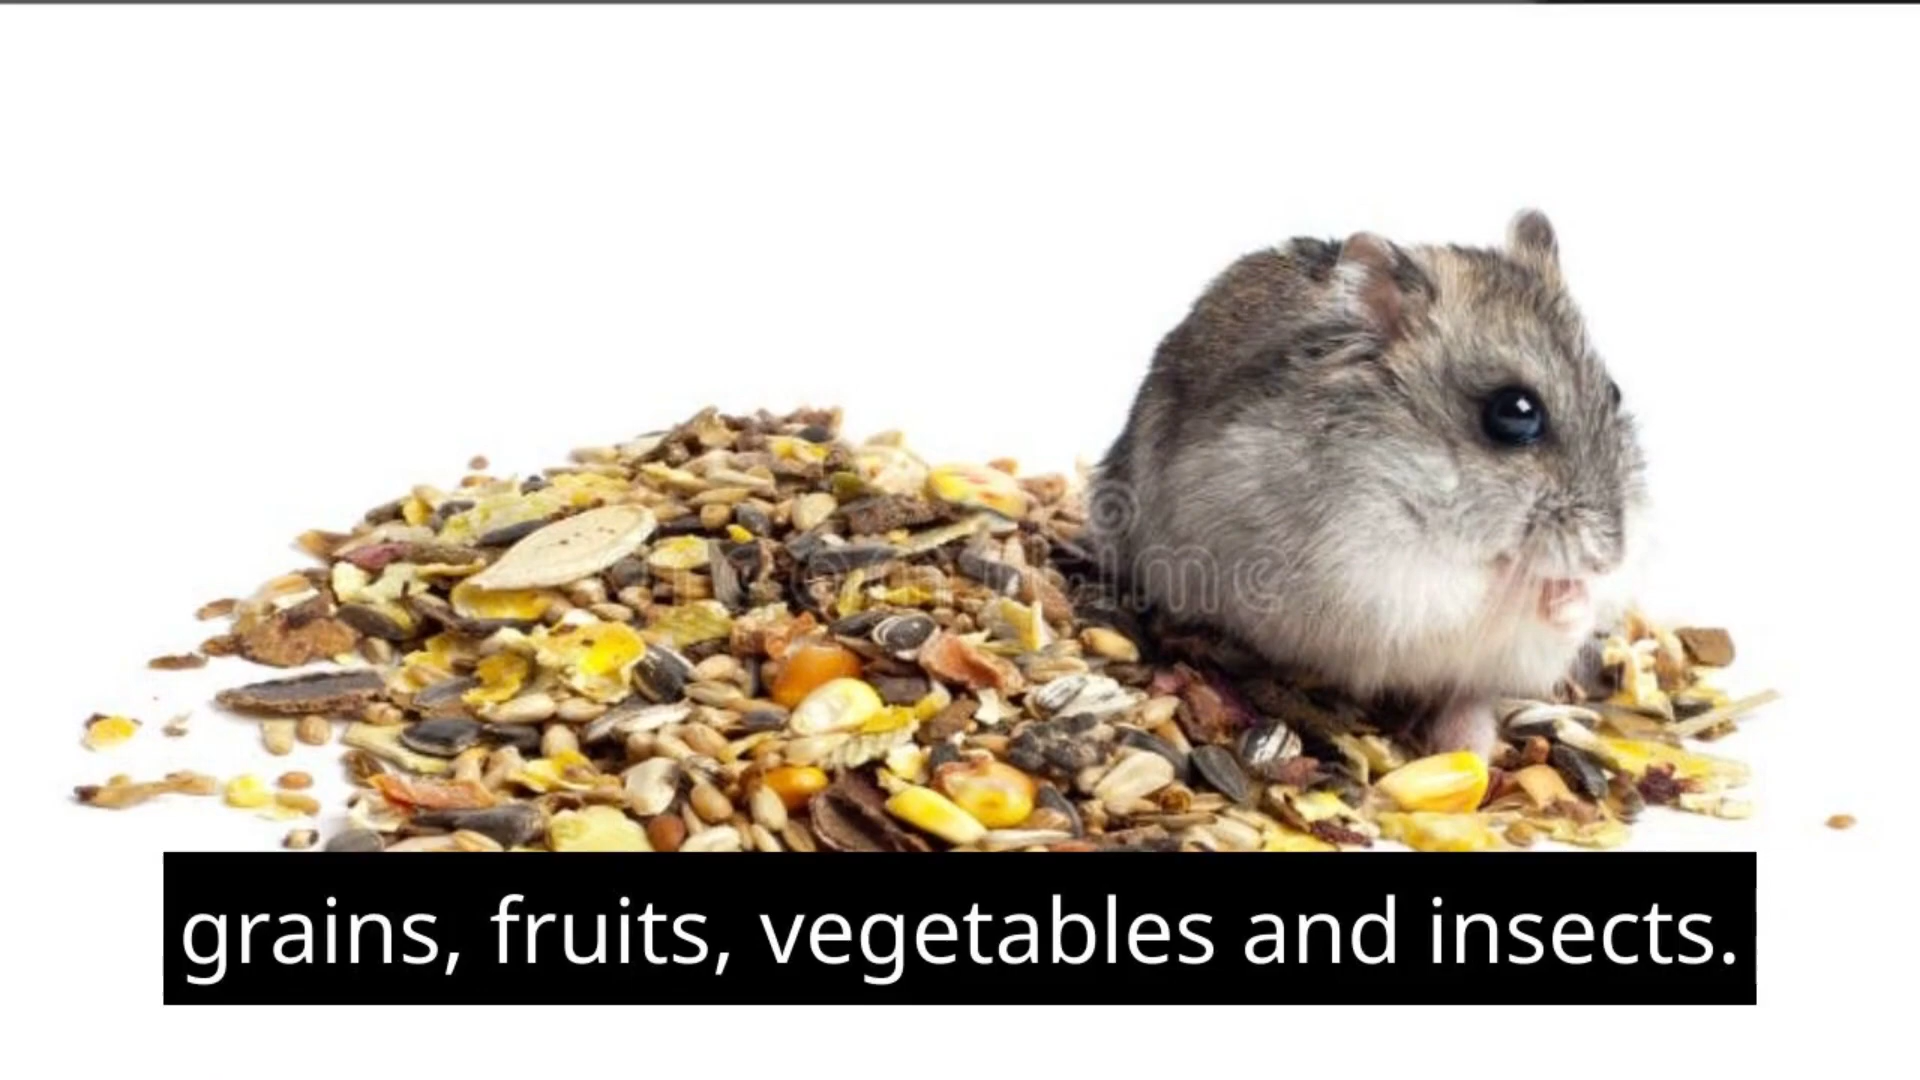 grains, fruits, vegetables and insects.